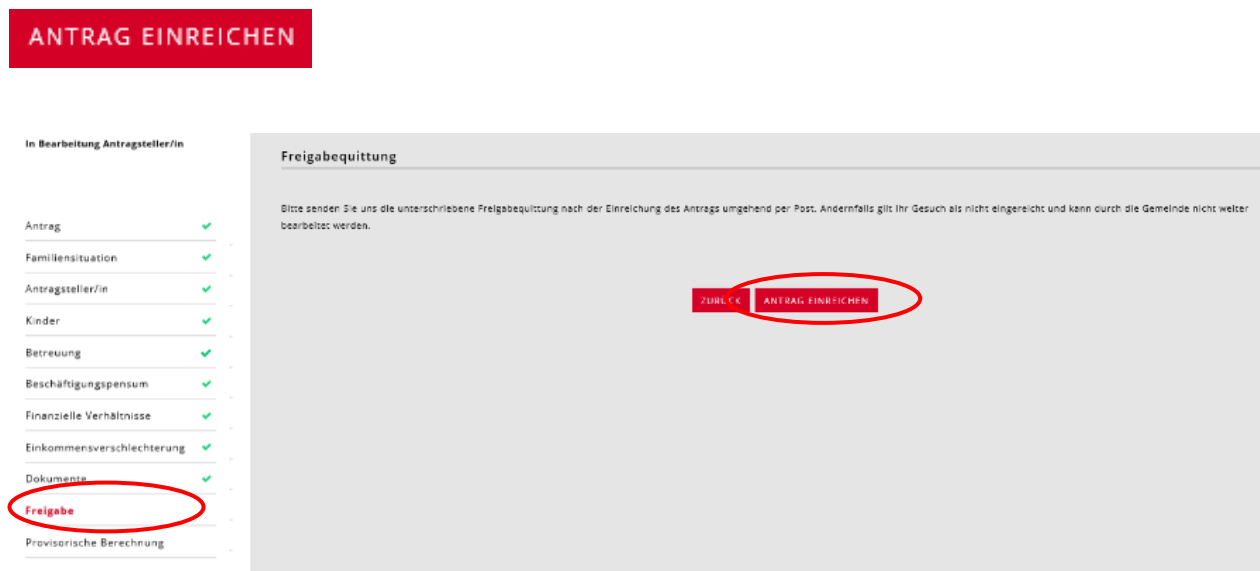 ANTRAG EINREICHEN
In Bearbeitung Antragsteller/in
Antrag
Familiensituation
Antragsteller/in
Kinder
Betreuung
Beschäftigungspensum
Finanzielle Verhältnisse
Einkommensverschlechterung
Dokumente
Freigabe
Provisorische Berechnung
Freigabequittung
Bitte senden Sie uns die unterschriebene Freigabequittung nach der Einreichung des Antrags umgehend per Post. Andernfalls gilt Ihr Gesuch als nicht eingereicht und kann durch die Gemeinde nicht weiter
bearbeitet werden.
ZURÜCK ANTRAG EINREICHEN